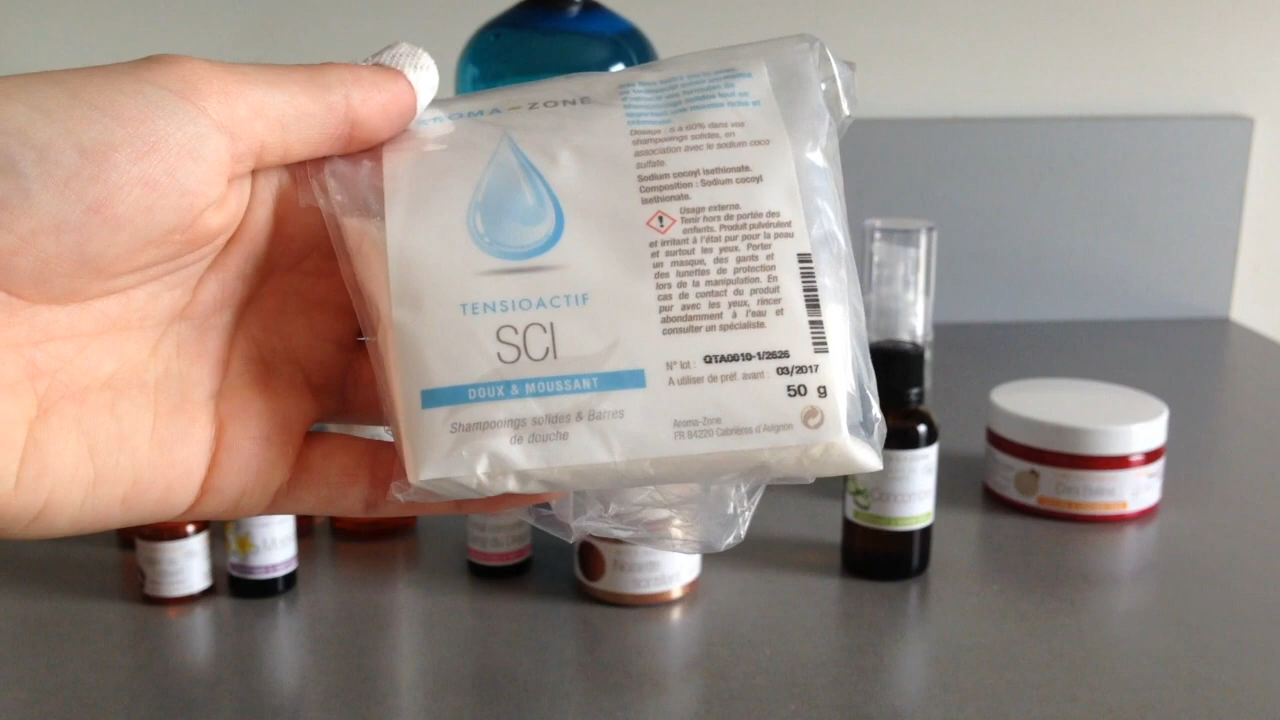 AROMA-ZONE
TENSIOACTIF
SCI
DOUX & MOUSSANT
Shampooings solides & Barres
de douche
60% dans vos
shampooings solides, en
association avec le sodium coco
sulfate.
Sodium cocoyl isethionate.
Composition : Sodium cocoyl
isethionate.
Usage externe.
Tenir hors de portée des
enfants. Produit pulvérulent
et irritant à l'état pur pour la peau
et surtout les yeux. Porter
un masque, des gants et
des lunettes de protection
lors de la manipulation. En
cas de contact du produit
pur avec les yeux, rincer
abondamment à l'eau et
consulter un spécialiste.
N° lot : QTA0010-1/2626
A utiliser de préf. avant : 03/2017
50 g
Aroma-Zone
FR 84220 Cabrières d'Avignon